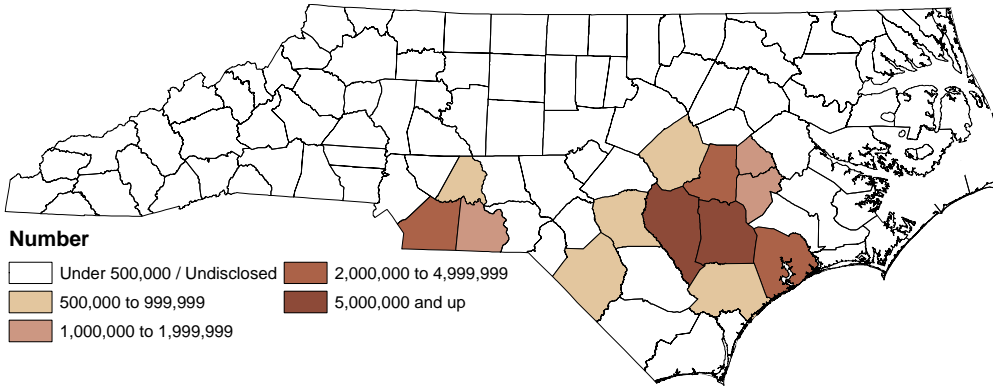 Number
Under 500,000 / Undisclosed
500,000 to 999,999
1,000,000 to 1,999,999
2,000,000 to 4,999,999
5,000,000 and up